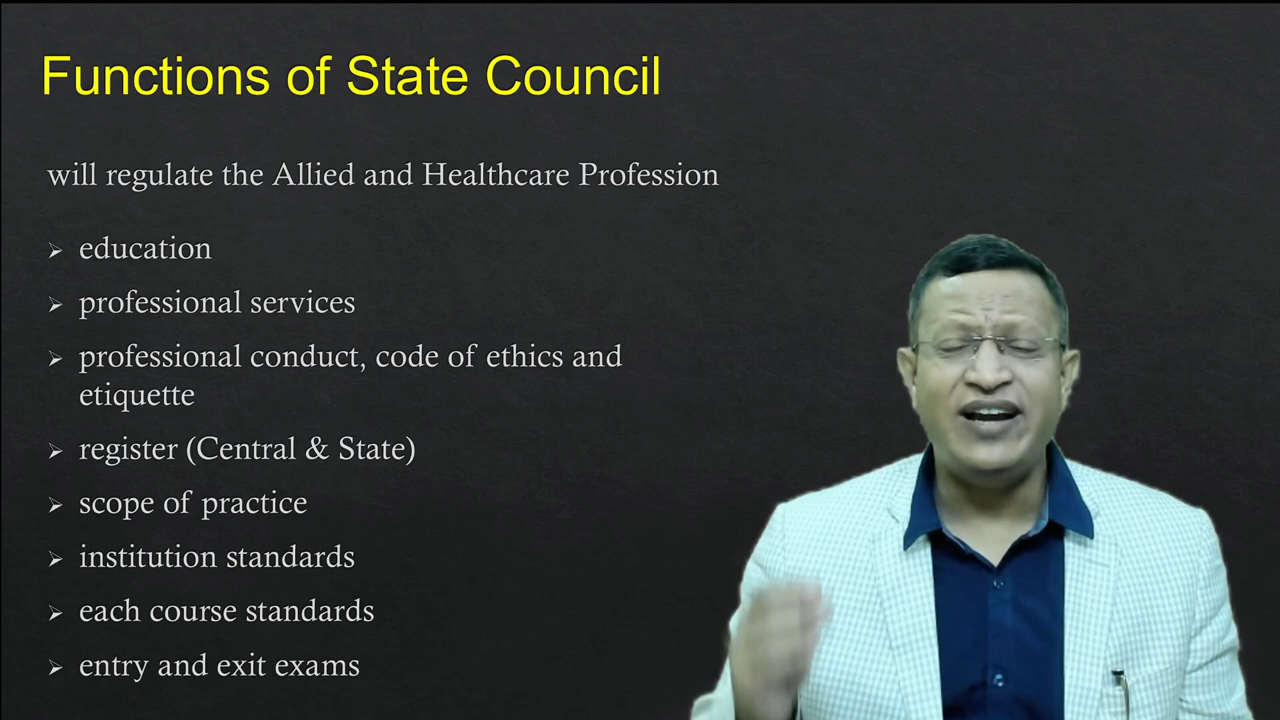 Functions of State Council
will regulate the Allied and Healthcare Profession
➢ education
➢ professional services
➢ professional conduct, code of ethics and
etiquette
➢ register (Central & State)
➢ scope of practice
➢ institution standards
➢ each course standards
➢ entry and exit exams